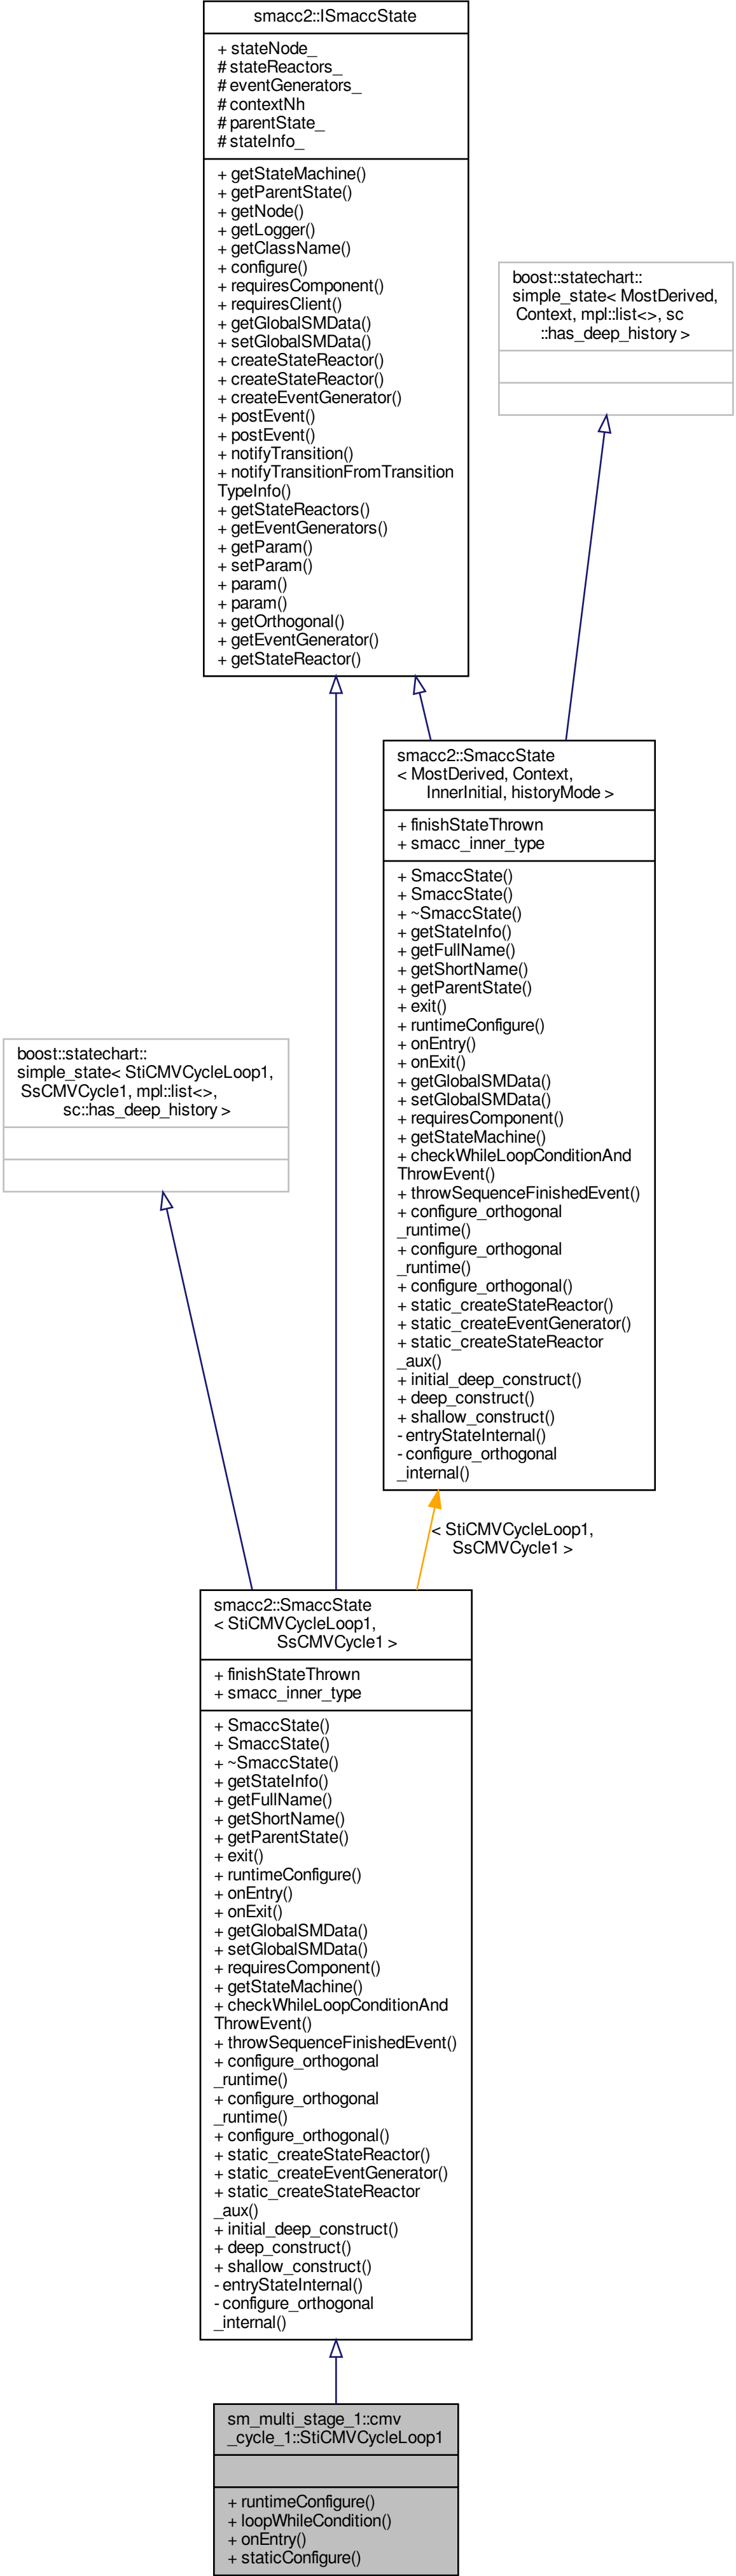 smacc2::ISmaccState
+ stateNode_
# stateReactors_
# eventGenerators_
# contextNh
# parentState_
# stateInfo_
+ getStateMachine()
+ getParentState()
+ getNode()
+ getLogger()
+ getClassName()
+ configure()
+ requiresComponent()
+ requiresClient()
+ getGlobalSMData()
+ setGlobalSMData()
+ createStateReactor()
+ createStateReactor()
+ createEventGenerator()
+ postEvent()
+ postEvent()
+ notifyTransition()
+ notifyTransitionFromTransition
TypeInfo()
+ getStateReactors()
+ getEventGenerators()
+ getParam()
+ setParam()
+ param()
+ param()
+ getOrthogonal()
+ getEventGenerator()
+ getStateReactor()
boost::statechart::
simple_state< MostDerived,
Context, mpl::list<>, sc
::has_deep_history >
smacc2::SmaccState
< MostDerived, Context,
InnerInitial, historyMode >
+ finishStateThrown
+ smacc_inner_type
+ SmaccState()
+ SmaccState()
+ ~SmaccState()
+ getStateInfo()
+ getFullName()
+ getShortName()
+ getParentState()
+ exit()
+ runtimeConfigure()
+ onEntry()
+ onExit()
+ getGlobalSMData()
+ setGlobalSMData()
+ requiresComponent()
+ getStateMachine()
+ checkWhileLoopConditionAnd
ThrowEvent()
+ throwSequenceFinishedEvent()
+ configure_orthogonal
_runtime()
+ configure_orthogonal
_runtime()
+ configure_orthogonal()
+ static_createStateReactor()
+ static_createEventGenerator()
+ static_createStateReactor
_aux()
+ initial_deep_construct()
+ deep_construct()
+ shallow_construct()
- entryStateInternal()
- configure_orthogonal
_internal()
boost::statechart::
simple_state< StiCMVCycleLoop1,
SsCMVCycle1, mpl::list<>,
sc::has_deep_history >
< StiCMVCycleLoop1,
SsCMVCycle1 >
smacc2::SmaccState
< StiCMVCycleLoop1,
SsCMVCycle1 >
+ finishStateThrown
+ smacc_inner_type
+ SmaccState()
+ SmaccState()
+ ~SmaccState()
+ getStateInfo()
+ getFullName()
+ getShortName()
+ getParentState()
+ exit()
+ runtimeConfigure()
+ onEntry()
+ onExit()
+ getGlobalSMData()
+ setGlobalSMData()
+ requiresComponent()
+ getStateMachine()
+ checkWhileLoopConditionAnd
ThrowEvent()
+ throwSequenceFinishedEvent()
+ configure_orthogonal
_runtime()
+ configure_orthogonal
_runtime()
+ configure_orthogonal()
+ static_createStateReactor()
+ static_createEventGenerator()
+ static_createStateReactor
_aux()
+ initial_deep_construct()
+ deep_construct()
+ shallow_construct()
- entryStateInternal()
- configure_orthogonal
_internal()
sm_multi_stage_1::cmv
_cycle_1::StiCMVCycleLoop1
+ runtimeConfigure()
+ loopWhileCondition()
+ onEntry()
+ staticConfigure()